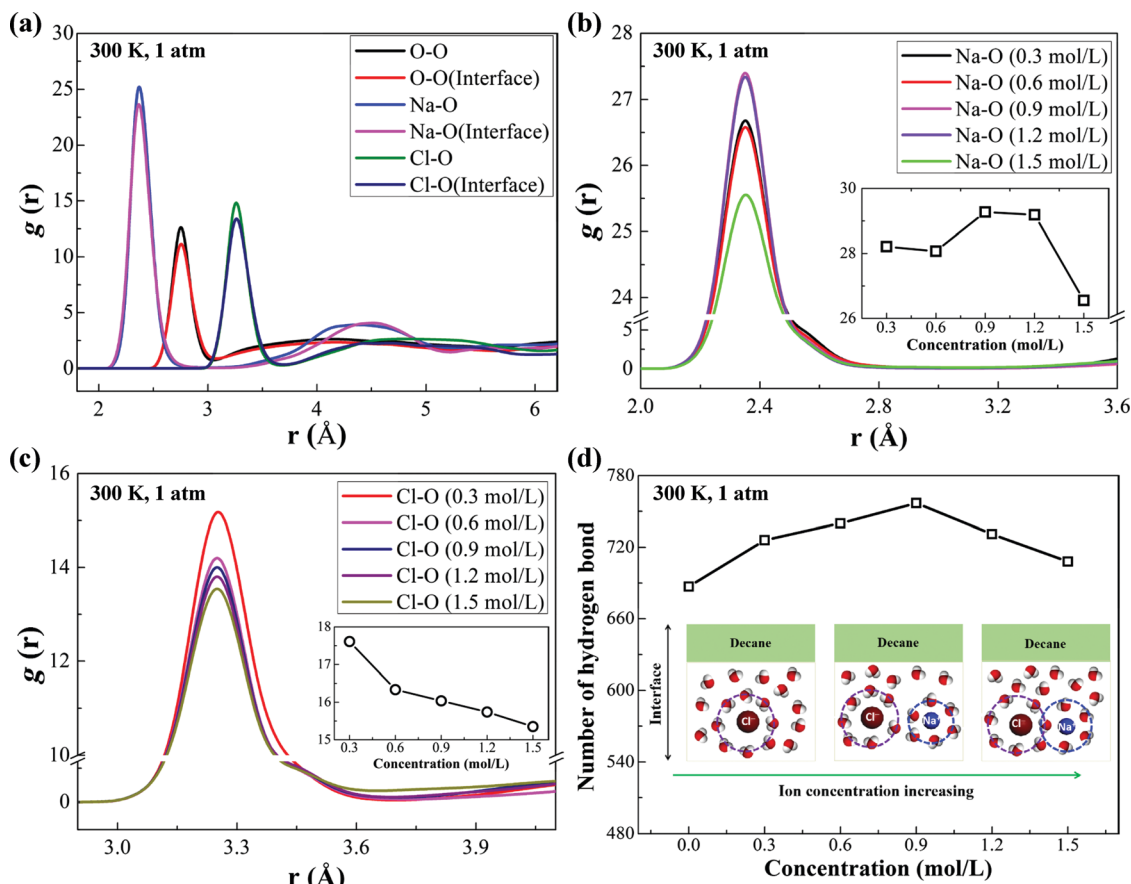 (a)
300 K, 1 atm
O-O
O-O(Interface)
Na-O
Na-O(Interface)
Cl-O
Cl-O(Interface)
g (r)
30
25
20
15
10
5
0
2
3
4
5
6
r (Å)
(b)
300 K, 1 atm
Na-O (0.3 mol/L)
Na-O (0.6 mol/L)
Na-O (0.9 mol/L)
Na-O (1.2 mol/L)
Na-O (1.5 mol/L)
g (r)
28
27
26
25
24
5
0
2.0
2.4
2.8
3.2
3.6
r (Å)
30
28
26
0.3
0.6
0.9
1.2
1.5
Concentration (mol/L)
(c)
300 K, 1 atm
Cl-O (0.3 mol/L)
Cl-O (0.6 mol/L)
Cl-O (0.9 mol/L)
Cl-O (1.2 mol/L)
Cl-O (1.5 mol/L)
g (r)
16
14
12
10
0
3.0
3.3
3.6
3.9
r (Å)
18
17
16
15
0.3
0.6
0.9
1.2
1.5
Concentration (mol/L)
(d)
300 K, 1 atm
Number of hydrogen bond
780
720
660
600
540
480
Interface
Decane
Decane
Decane
Cl⁻
Cl⁻
Na⁺
Cl⁻
Na⁺
Ion concentration increasing
0.0
0.3
0.6
0.9
1.2
1.5
Concentration (mol/L)